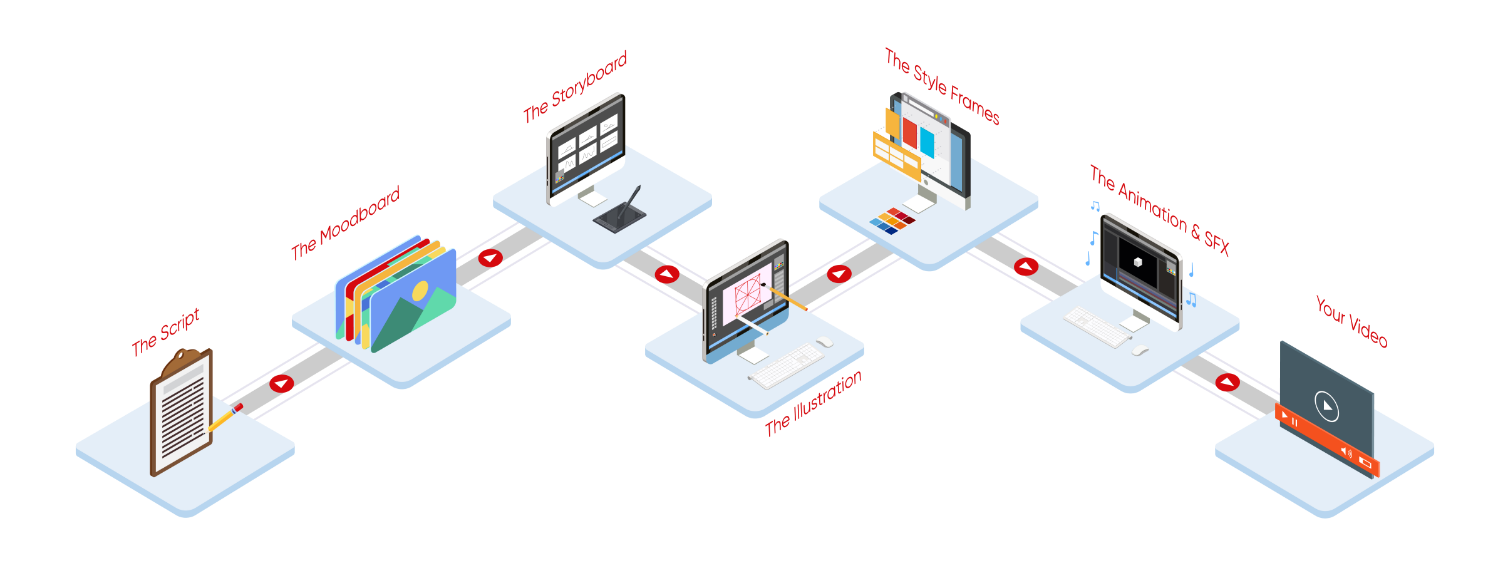 The Script
The Moodboard
The Storyboard
The Illustration
The Style Frames
The Animation & SFX
Your Video